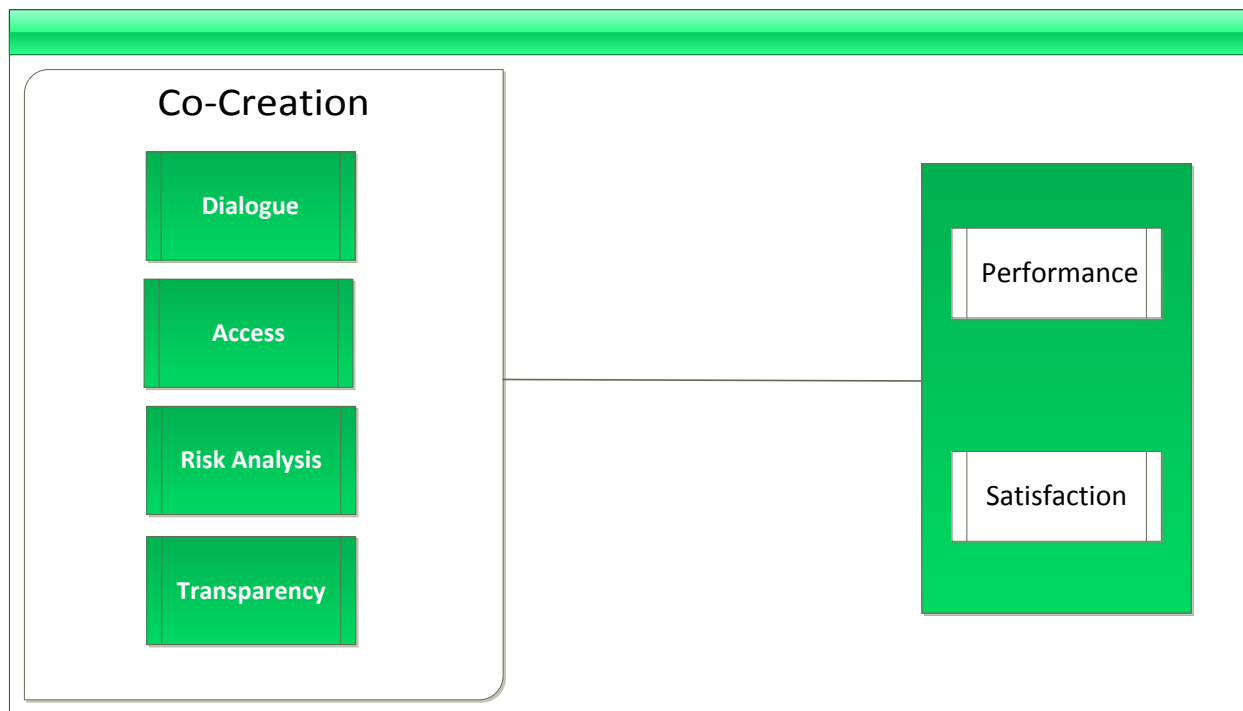 Co-Creation
Dialogue
Access
Risk Analysis
Transparency
Performance
Satisfaction